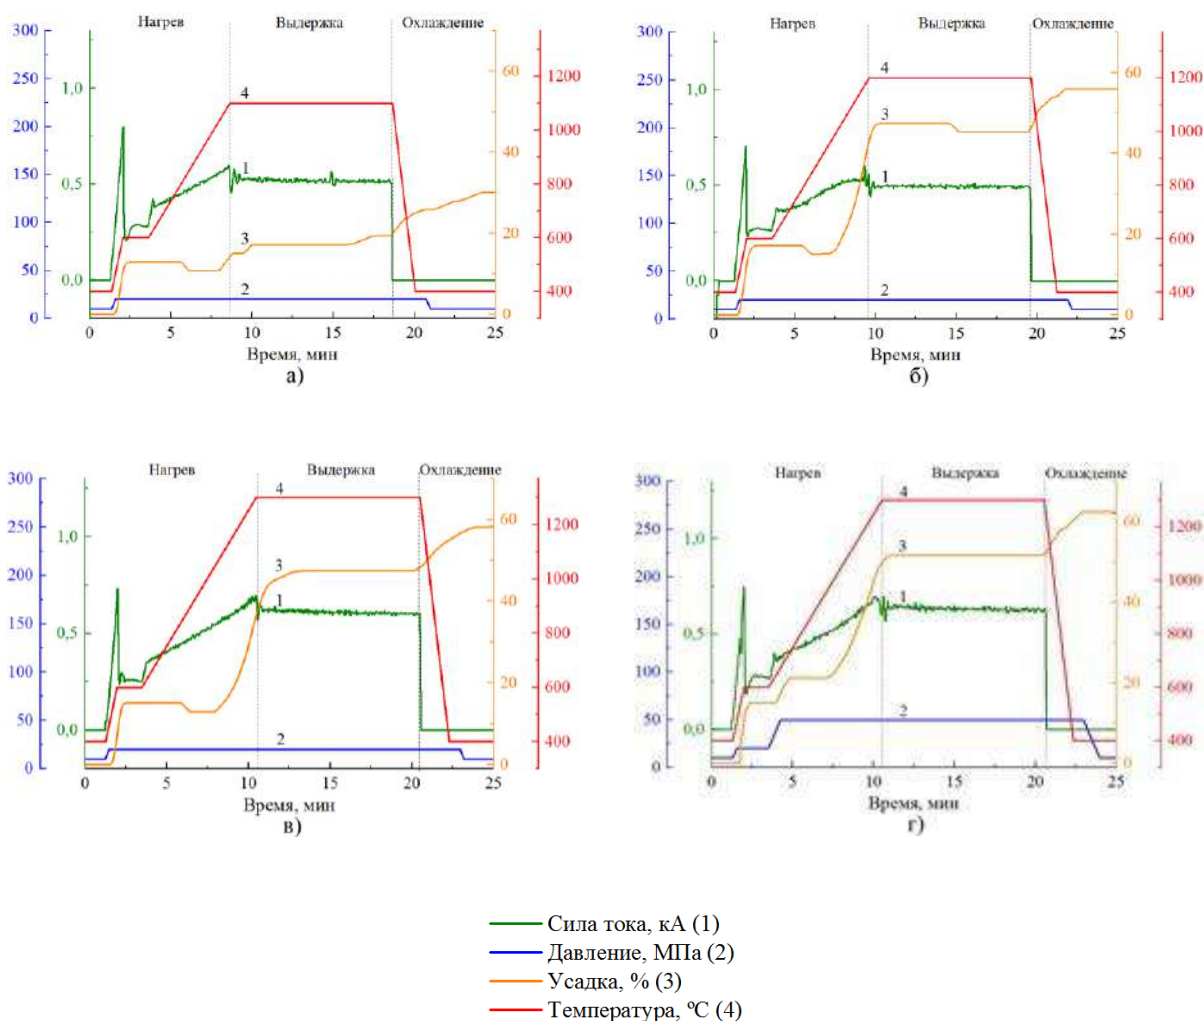 Нагрев Выдержка Охлаждение
300 250 200 150 100 50 0
1,0 0,5 0,0
60 40 20 0
1200 1000 800 600 400
4 1 3 2
0 5 10 15 20 25
Время, мин
а)
Нагрев Выдержка Охлаждение
300 250 200 150 100 50 0
1,0 0,5 0,0
60 40 20 0
1200 1000 800 600 400
4 3 1 2
0 5 10 15 20 25
Время, мин
б)
Нагрев Выдержка Охлаждение
300 250 200 150 100 50 0
1,0 0,5 0,0
60 40 20 0
1200 1000 800 600 400
4 3 1 2
0 5 10 15 20 25
Время, мин
в)
Нагрев Выдержка Охлаждение
300 250 200 150 100 50 0
1,0 0,5 0,0
60 40 20 0
1200 1000 800 600 400
4 3 1 2
0 5 10 15 20 25
Время, мин
г)
Сила тока, кА (1)
Давление, МПа (2)
Усадка, % (3)
Температура, ºС (4)